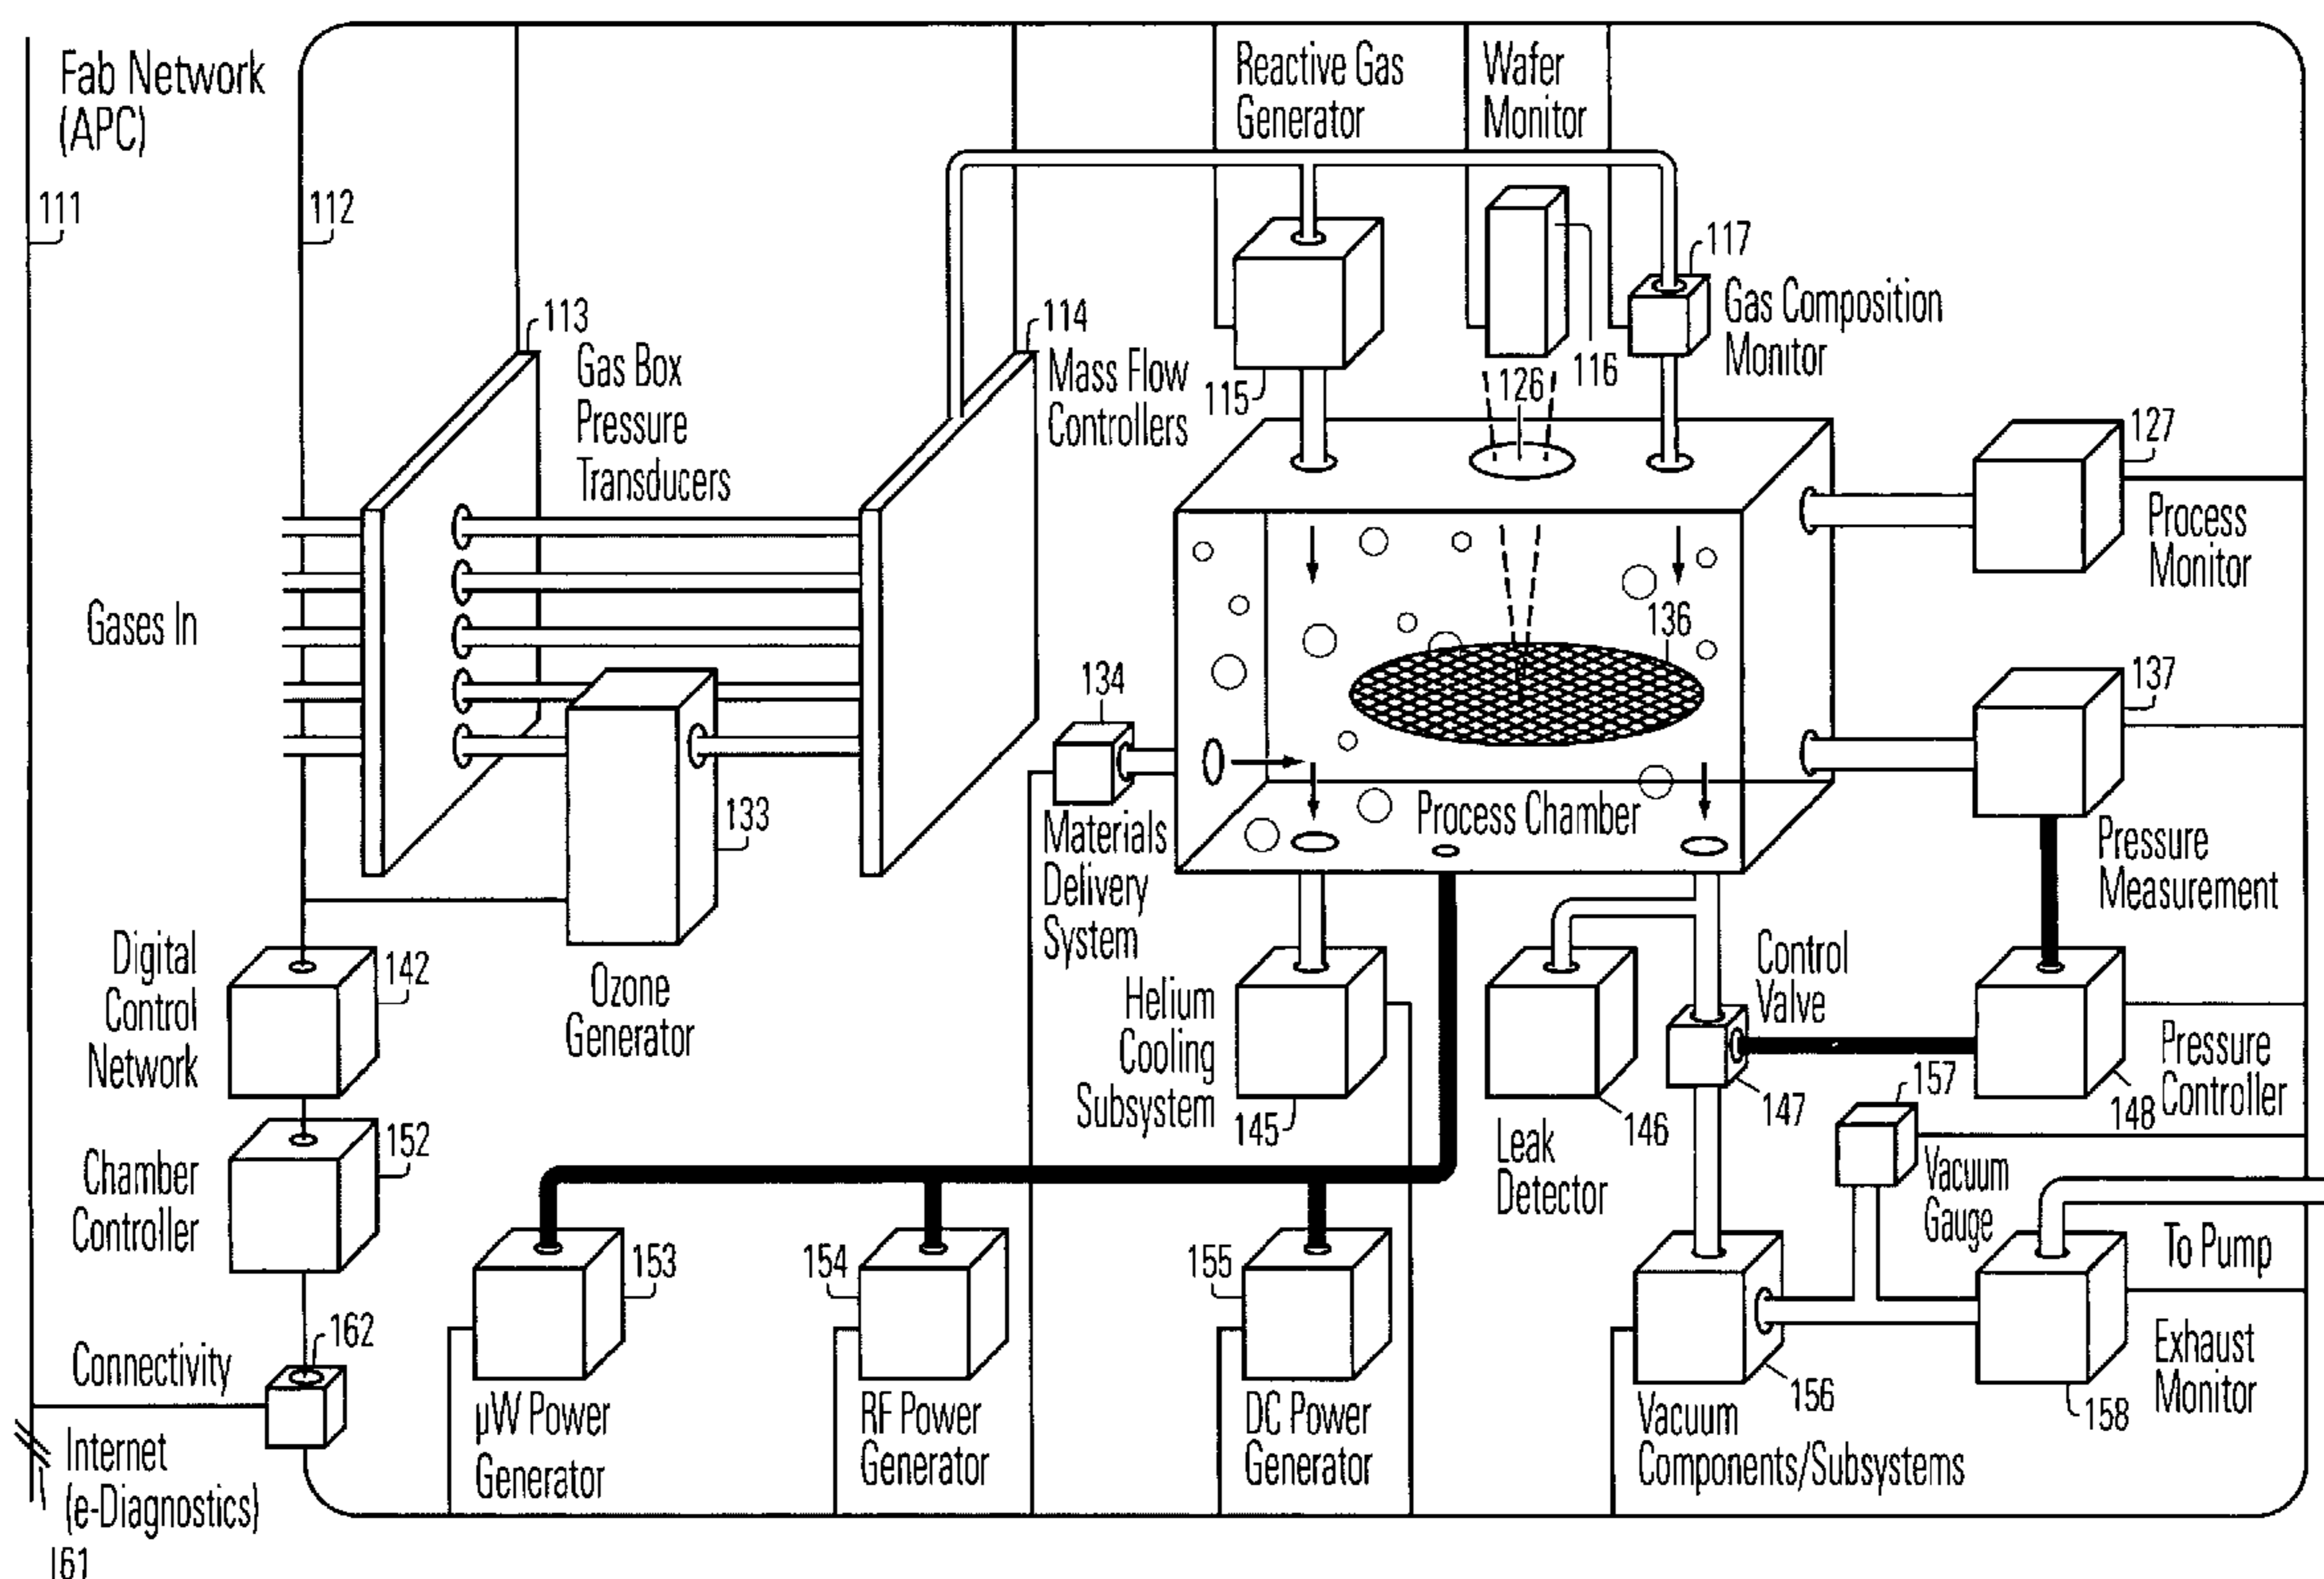 Fab Network
(APC)
111
112
113
Gas Box
Pressure
Transducers
114
Mass Flow
Controllers
Reactive Gas
Generator
115
Wafer
Monitor
116
126
117
Gas Composition
Monitor
127
Process
Monitor
Gases In
133
Ozone
Generator
134
Materials
Delivery
System
136
Process Chamber
137
Pressure
Measurement
Digital
Control
Network
142
Helium
Cooling
Subsystem
145
146
Leak
Detector
Control
Valve
147
148
Pressure
Controller
Chamber
Controller
152
153
µW Power
Generator
154
RF Power
Generator
155
DC Power
Generator
156
Vacuum
Components/Subsystems
157
Vacuum
Gauge
To Pump
158
Exhaust
Monitor
Connectivity
162
Internet
(e-Diagnostics)
161